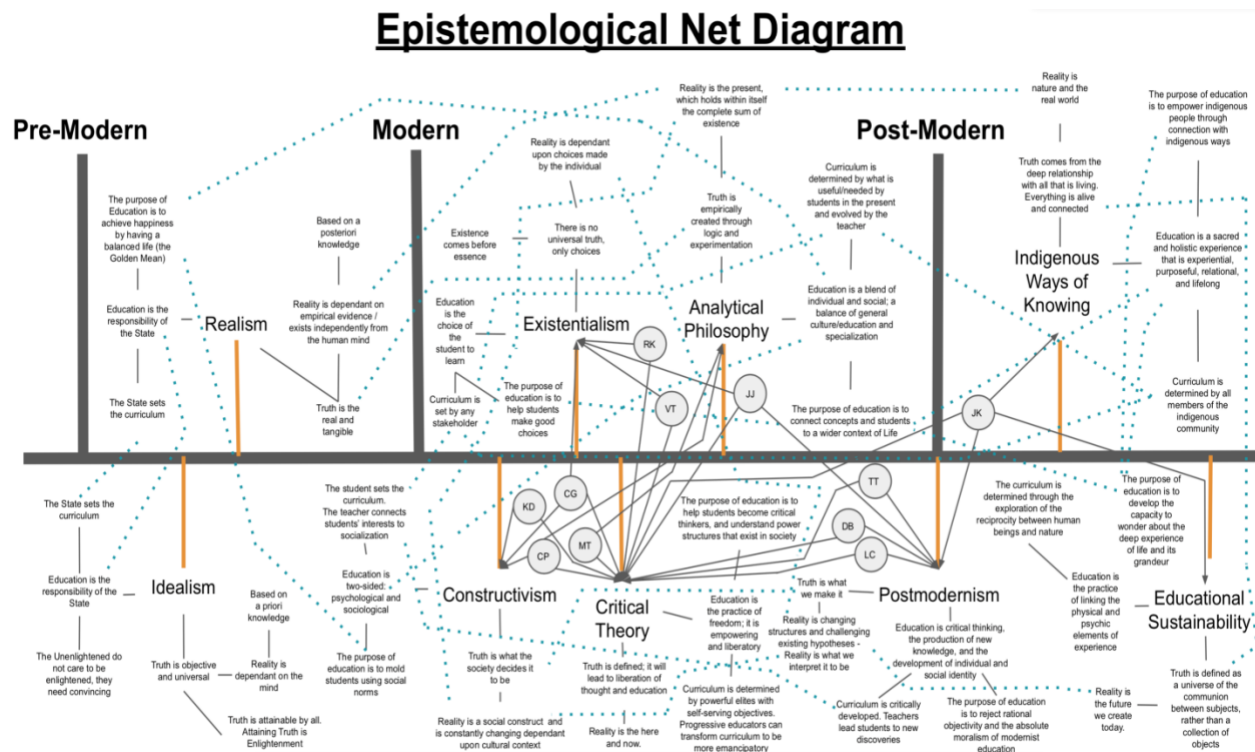 Epistemological Net Diagram
Pre-Modern
Modern
Post-Modern
The purpose of
Education is to
achieve happiness
by having a
balanced life (the
Golden Mean)
Education is the
responsibility of
the State
The State sets
the curriculum
Realism
Based on a
posteriori
knowledge
Reality is dependant on
empirical evidence /
exists independently from
the human mind
Truth is the
real and
tangible
Reality is dependant
upon choices made
by the individual
Existence
comes before
essence
There is no
universal truth,
only choices
Education
is the
choice of
the
student to
learn
Existentialism
Curriculum is
set by any
stakeholder
The purpose of
education is to
help students
make good
choices
Reality is the present,
which holds within itself
the complete sum of
existence
Truth is
empirically
created through
logic and
experimentation
Analytical
Philosophy
Curriculum is
determined by what is
useful/needed by
students in the present
and evolved by the
teacher
Education is a blend of
individual and social; a
balance of general
culture/education and
specialization
The purpose of education is to
connect concepts and students
to a wider context of Life
Reality is
nature and the
real world
Truth comes from the
deep relationship
with all that is living.
Everything is alive
and connected
Indigenous
Ways of
Knowing
The purpose of education
is to empower indigenous
people through
connection with
indigenous ways
Education is a sacred
and holistic experience
that is experiential,
purposeful, relational,
and lifelong
Curriculum is
determined by all
members of the
indigenous
community
RK
VT
JJ
JK
KD
CG
CP
MT
TT
DB
LC
The State sets the
curriculum
Education is the
responsibility of the
State
The Unenlightened do
not care to be
enlightened, they
need convincing
Idealism
Based on
a priori
knowledge
Truth is objective
and universal
Reality is
dependant on the
mind
Truth is attainable by all.
Attaining Truth is
Enlightenment
The student sets the
curriculum.
The teacher connects
students' interests to
socialization
Education is
two-sided:
psychological and
sociological
The purpose of
education is to mold
students using social
norms
Constructivism
Truth is what the
society decides it
to be
Reality is a social construct and
is constantly changing dependant
upon cultural context
Critical
Theory
Truth is defined; it will
lead to liberation of
thought and education
Reality is the here
and now.
The purpose of education is to
help students become critical
thinkers, and understand power
structures that exist in society
Education is
the practice of
freedom; it is
empowering
and liberatory
Curriculum is determined
by powerful elites with
self-serving objectives.
Progressive educators can
transform curriculum to be
more emancipatory
Truth is what
we make it
Reality is changing
structures and challenging
existing hypotheses -
Reality is what we
interpret it to be
Postmodernism
Education is critical thinking,
the production of new
knowledge, and the
development of individual and
social identity
Curriculum is critically
developed. Teachers
lead students to new
discoveries
The purpose of education is
to reject rational
objectivity and the absolute
moralism of modernist
education
The curriculum is
determined through the
exploration of the
reciprocity between human
beings and nature
Education is
the practice
of linking the
physical and
psychic
elements of
experience
The purpose of
education is to
develop the
capacity to
wonder about the
deep experience
of life and its
grandeur
Educational
Sustainability
Reality is
the future
we create
today.
Truth is defined as
a universe of the
communion
between subjects,
rather than a
collection of
objects